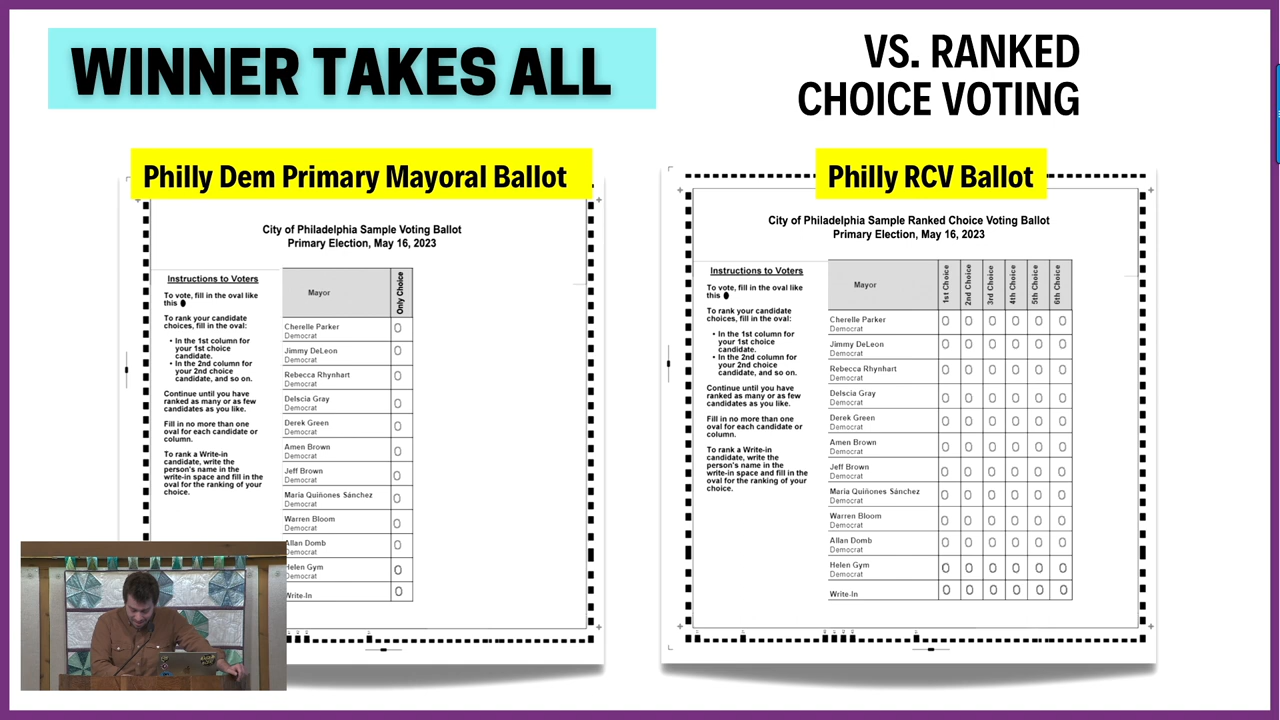 WINNER TAKES ALL
VS. RANKED
CHOICE VOTING
Philly Dem Primary Mayoral Ballot
City of Philadelphia Sample Voting Ballot
Primary Election, May 16, 2023
Instructions to Voters
To vote, fill in the oval like
this
To rank your candidate
choices, fill in the oval:
• In the 1st column for
your 1st choice
candidate.
• In the 2nd column for
your 2nd choice
candidate, and so on.
Continue until you have
ranked as many or as few
candidates as you like.
Fill in no more than one
oval for each candidate or
column.
To rank a Write-in
candidate, write the
person's name in the
write-in space and fill in the
oval for the ranking of your
choice.
Mayor
Only Choice
Cherelle Parker
Democrat
Jimmy DeLeon
Democrat
Rebecca Rhynhart
Democrat
Delscia Gray
Democrat
Derek Green
Democrat
Amen Brown
Democrat
Jeff Brown
Democrat
Maria Quiñones Sánchez
Democrat
Warren Bloom
Democrat
Allan Domb
Democrat
Helen Gym
Democrat
Write-In
Philly RCV Ballot
City of Philadelphia Sample Ranked Choice Voting Ballot
Primary Election, May 16, 2023
Instructions to Voters
To vote, fill in the oval like
this
To rank your candidate
choices, fill in the oval:
• In the 1st column for
your 1st choice
candidate.
• In the 2nd column for
your 2nd choice
candidate, and so on.
Continue until you have
ranked as many or as few
candidates as you like.
Fill in no more than one
oval for each candidate or
column.
To rank a Write-in
candidate, write the
person's name in the
write-in space and fill in the
oval for the ranking of your
choice.
Mayor
1st Choice
2nd Choice
3rd Choice
4rd Choice
5th Choice
6th Choice
Cherelle Parker
Democrat
Jimmy DeLeon
Democrat
Rebecca Rhynhart
Democrat
Delscia Gray
Democrat
Derek Green
Democrat
Amen Brown
Democrat
Jeff Brown
Democrat
Maria Quiñones Sánchez
Democrat
Warren Bloom
Democrat
Allan Domb
Democrat
Helen Gym
Democrat
Write-In